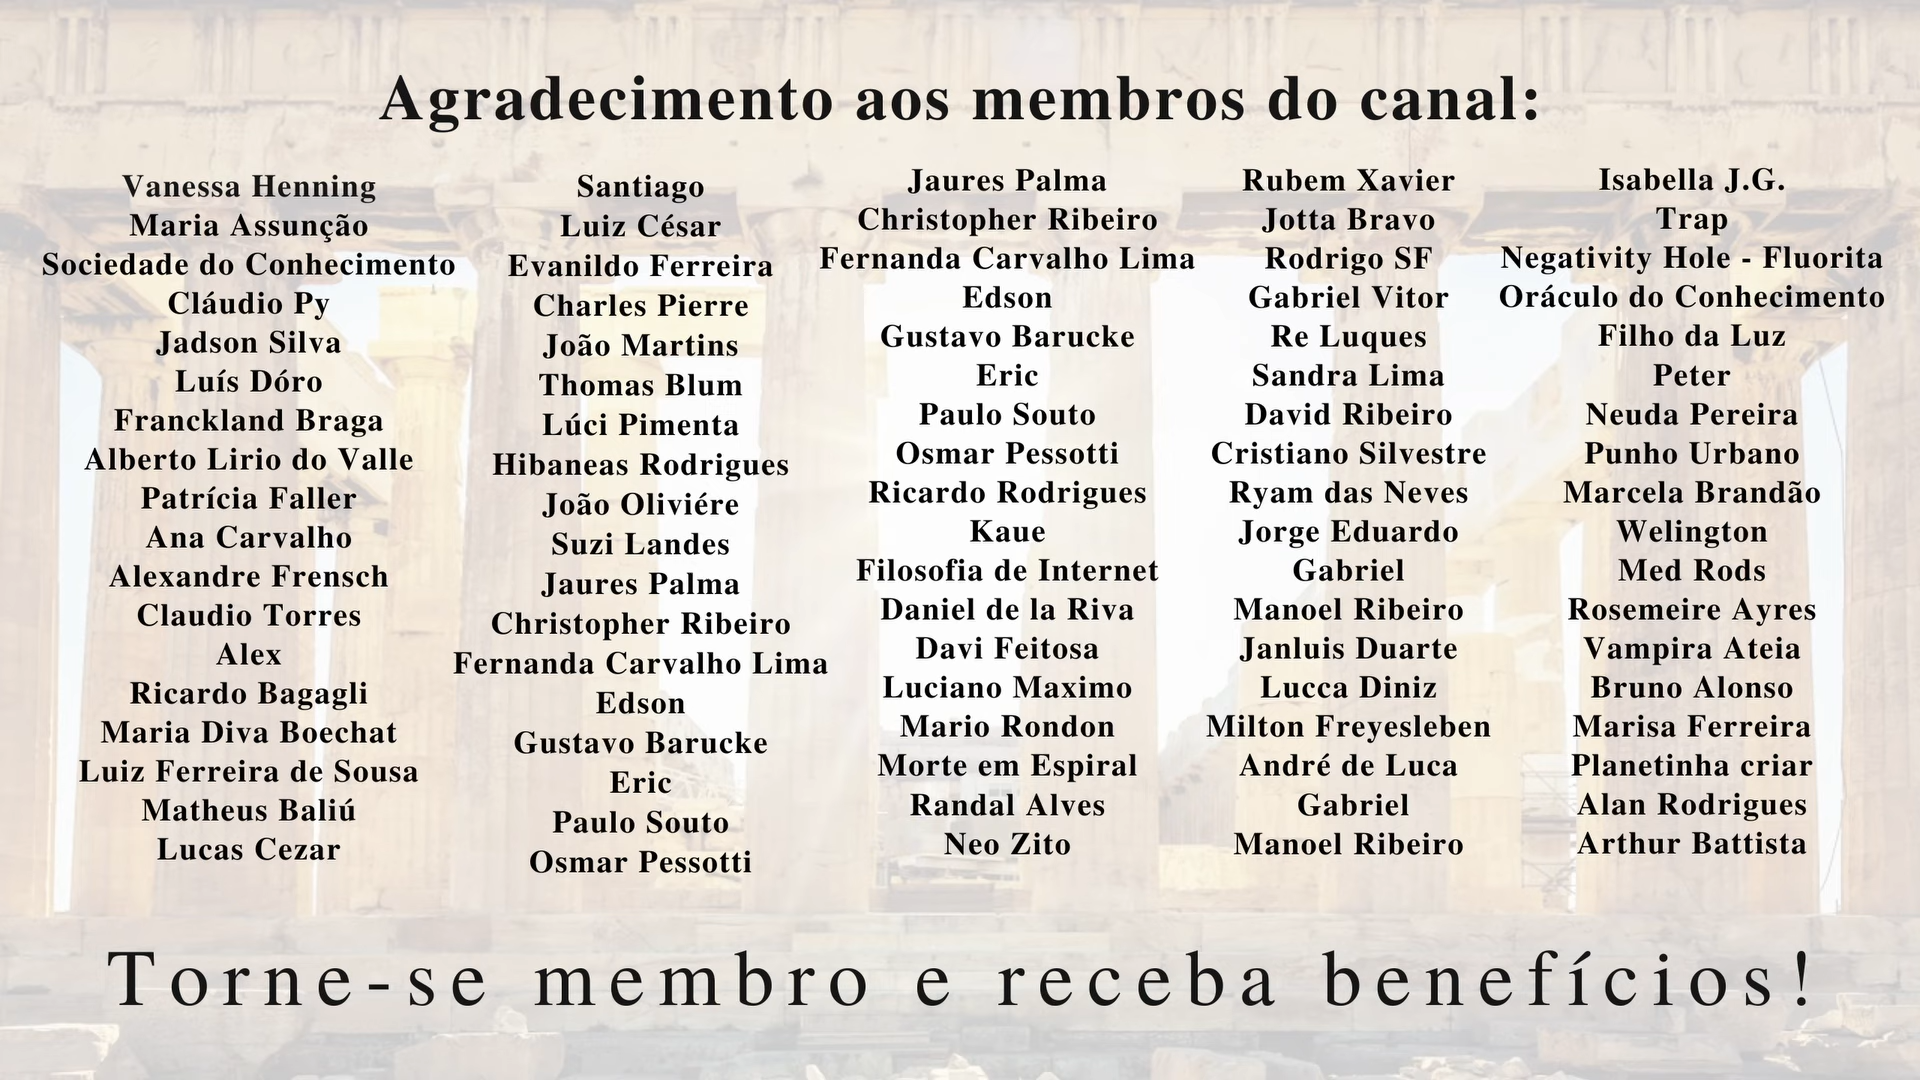 Agradecimento aos membros do canal:
Vanessa Henning
Maria Assunção
Sociedade do Conhecimento
Cláudio Py
Jadson Silva
Luís Dóro
Franckland Braga
Alberto Lirio do Valle
Patrícia Faller
Ana Carvalho
Alexandre Frensch
Claudio Torres
Alex
Ricardo Bagagli
Maria Diva Boechat
Luiz Ferreira de Sousa
Matheus Baliú
Lucas Cezar
Santiago
Luiz César
Evanildo Ferreira
Charles Pierre
João Martins
Thomas Blum
Lúci Pimenta
Hibaneas Rodrigues
João Oliviére
Suzi Landes
Jaures Palma
Christopher Ribeiro
Fernanda Carvalho Lima
Edson
Gustavo Barucke
Eric
Paulo Souto
Osmar Pessotti
Jaures Palma
Christopher Ribeiro
Fernanda Carvalho Lima
Edson
Gustavo Barucke
Eric
Paulo Souto
Osmar Pessotti
Ricardo Rodrigues
Kaue
Filosofia de Internet
Daniel de la Riva
Davi Feitosa
Luciano Maximo
Mario Rondon
Morte em Espiral
Randal Alves
Neo Zito
Rubem Xavier
Jotta Bravo
Rodrigo SF
Gabriel Vitor
Re Luques
Sandra Lima
David Ribeiro
Cristiano Silvestre
Ryam das Neves
Jorge Eduardo
Gabriel
Manoel Ribeiro
Janluis Duarte
Lucca Diniz
Milton Freyesleben
André de Luca
Gabriel
Manoel Ribeiro
Isabella J.G.
Trap
Negativity Hole - Fluorita
Oráculo do Conhecimento
Filho da Luz
Peter
Neuda Pereira
Punho Urbano
Marcela Brandão
Welington
Med Rods
Rosemeire Ayres
Vampira Ateia
Bruno Alonso
Marisa Ferreira
Planetinha criar
Alan Rodrigues
Arthur Battista
Torne-se membro e receba benefícios!